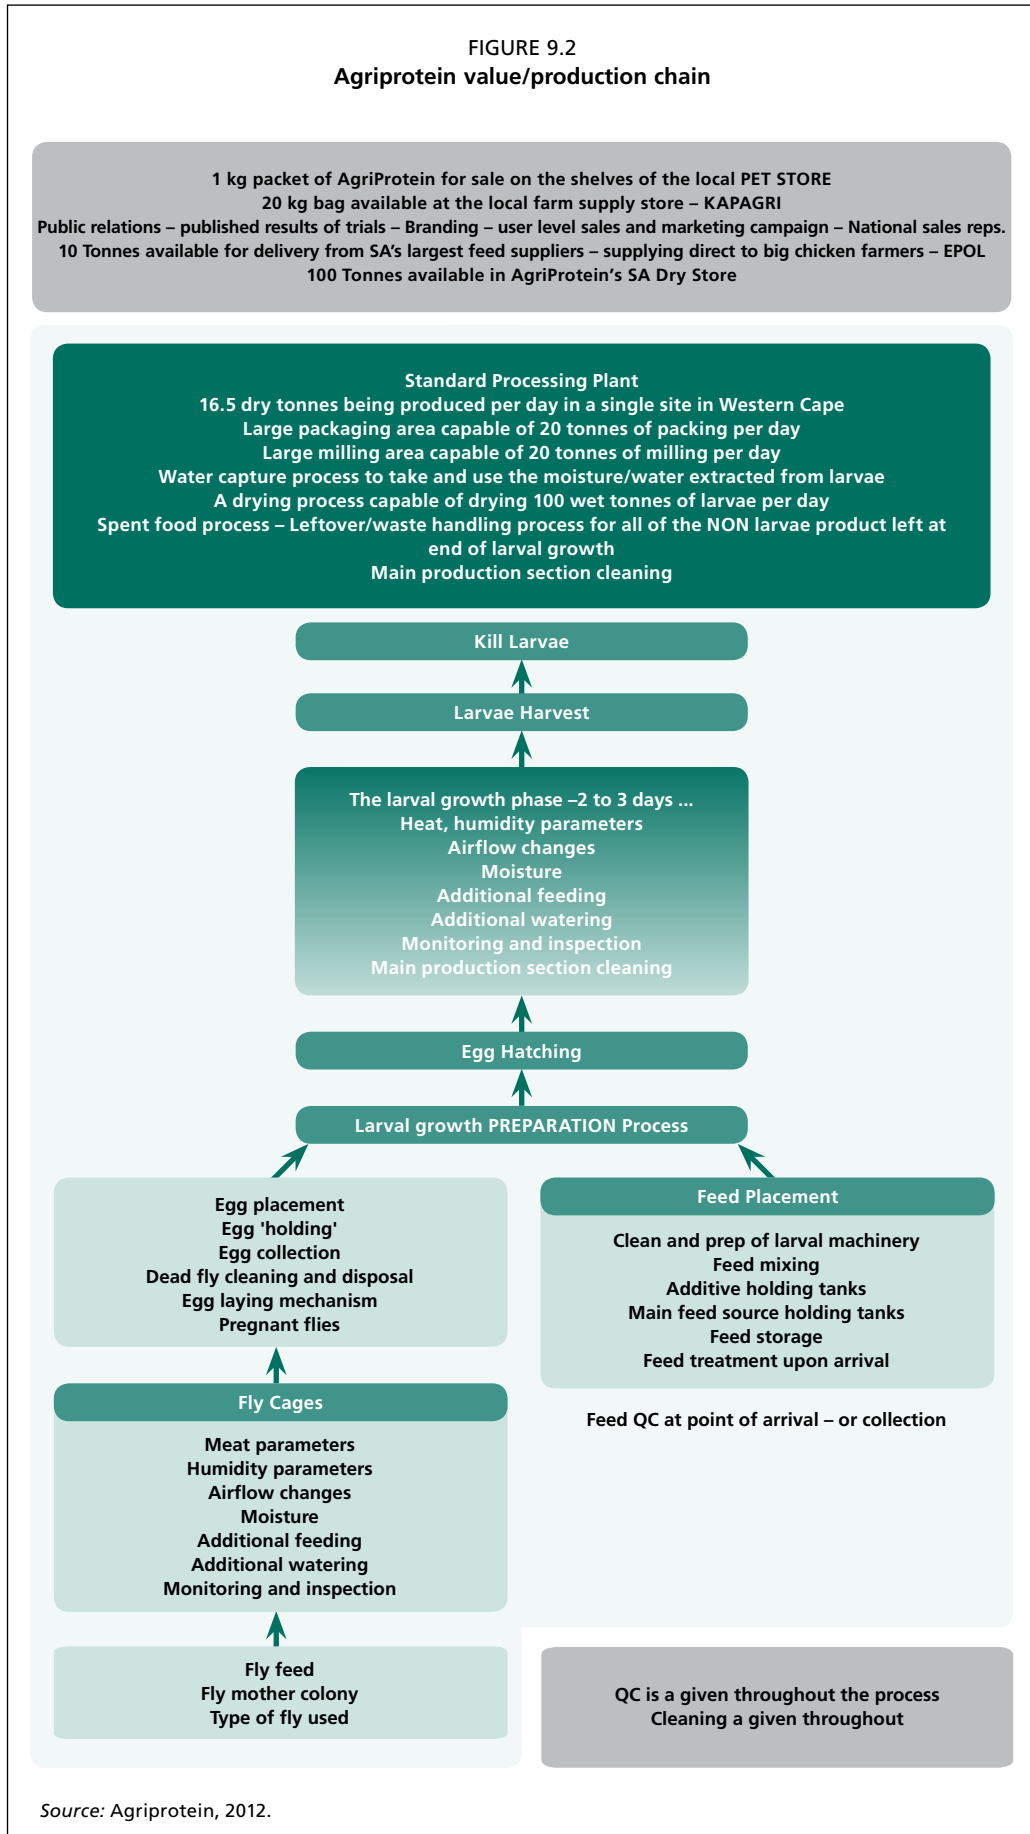 FIGURE 9.2
Agriprotein value/production chain
1 kg packet of AgriProtein for sale on the shelves of the local PET STORE
20 kg bag available at the local farm supply store – KAPAGRI
Public relations – published results of trials – Branding – user level sales and marketing campaign – National sales reps.
10 Tonnes available for delivery from SA's largest feed suppliers – supplying direct to big chicken farmers – EPOL
100 Tonnes available in AgriProtein's SA Dry Store
Standard Processing Plant
16.5 dry tonnes being produced per day in a single site in Western Cape
Large packaging area capable of 20 tonnes of packing per day
Large milling area capable of 20 tonnes of milling per day
Water capture process to take and use the moisture/water extracted from larvae
A drying process capable of drying 100 wet tonnes of larvae per day
Spent food process – Leftover/waste handling process for all of the NON larvae product left at
end of larval growth
Main production section cleaning
Kill Larvae
Larvae Harvest
The larval growth phase –2 to 3 days ...
Heat, humidity parameters
Airflow changes
Moisture
Additional feeding
Additional watering
Monitoring and inspection
Main production section cleaning
Egg Hatching
Larval growth PREPARATION Process
Egg placement
Egg 'holding'
Egg collection
Dead fly cleaning and disposal
Egg laying mechanism
Pregnant flies
Feed Placement
Clean and prep of larval machinery
Feed mixing
Additive holding tanks
Main feed source holding tanks
Feed storage
Feed treatment upon arrival
Feed QC at point of arrival – or collection
Fly Cages
Meat parameters
Humidity parameters
Airflow changes
Moisture
Additional feeding
Additional watering
Monitoring and inspection
Fly feed
Fly mother colony
Type of fly used
QC is a given throughout the process
Cleaning a given throughout
Source: Agriprotein, 2012.